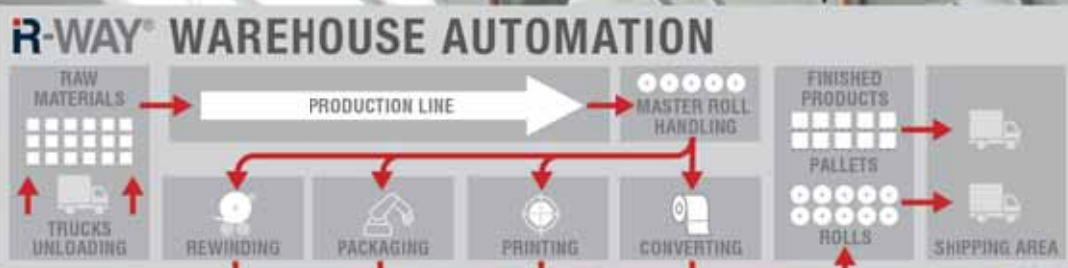 iR-WAY® WAREHOUSE AUTOMATION
RAW
MATERIALS
TRUCKS
UNLOADING
PRODUCTION LINE
MASTER ROLL
HANDLING
REWINDING
PACKAGING
PRINTING
CONVERTING
FINISHED
PRODUCTS
PALLETS
ROLLS
SHIPPING AREA